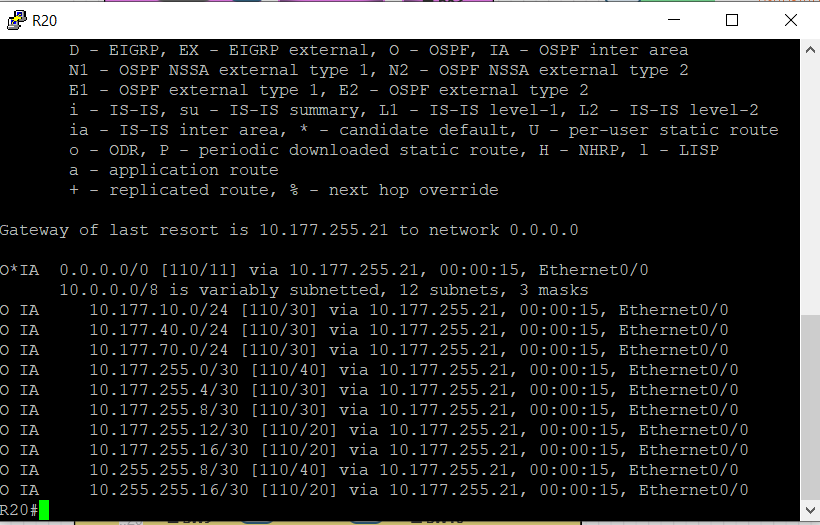 R20
D - EIGRP, EX - EIGRP external, O - OSPF, IA - OSPF inter area
N1 - OSPF NSSA external type 1, N2 - OSPF NSSA external type 2
E1 - OSPF external type 1, E2 - OSPF external type 2
i - IS-IS, su - IS-IS summary, L1 - IS-IS level-1, L2 - IS-IS level-2
ia - IS-IS inter area, * - candidate default, U - per-user static route
o - ODR, P - periodic downloaded static route, H - NHRP, l - LISP
a - application route
+ - replicated route, % - next hop override
Gateway of last resort is 10.177.255.21 to network 0.0.0.0
O*IA 0.0.0.0/0 [110/11] via 10.177.255.21, 00:00:15, Ethernet0/0
10.0.0.0/8 is variably subnetted, 12 subnets, 3 masks
O IA 10.177.10.0/24 [110/30] via 10.177.255.21, 00:00:15, Ethernet0/0
O IA 10.177.40.0/24 [110/30] via 10.177.255.21, 00:00:15, Ethernet0/0
O IA 10.177.70.0/24 [110/30] via 10.177.255.21, 00:00:15, Ethernet0/0
O IA 10.177.255.0/30 [110/40] via 10.177.255.21, 00:00:15, Ethernet0/0
O IA 10.177.255.4/30 [110/30] via 10.177.255.21, 00:00:15, Ethernet0/0
O IA 10.177.255.8/30 [110/30] via 10.177.255.21, 00:00:15, Ethernet0/0
O IA 10.177.255.12/30 [110/20] via 10.177.255.21, 00:00:15, Ethernet0/0
O IA 10.177.255.16/30 [110/20] via 10.177.255.21, 00:00:15, Ethernet0/0
O IA 10.255.255.8/30 [110/40] via 10.177.255.21, 00:00:15, Ethernet0/0
O IA 10.255.255.16/30 [110/20] via 10.177.255.21, 00:00:15, Ethernet0/0
R20#